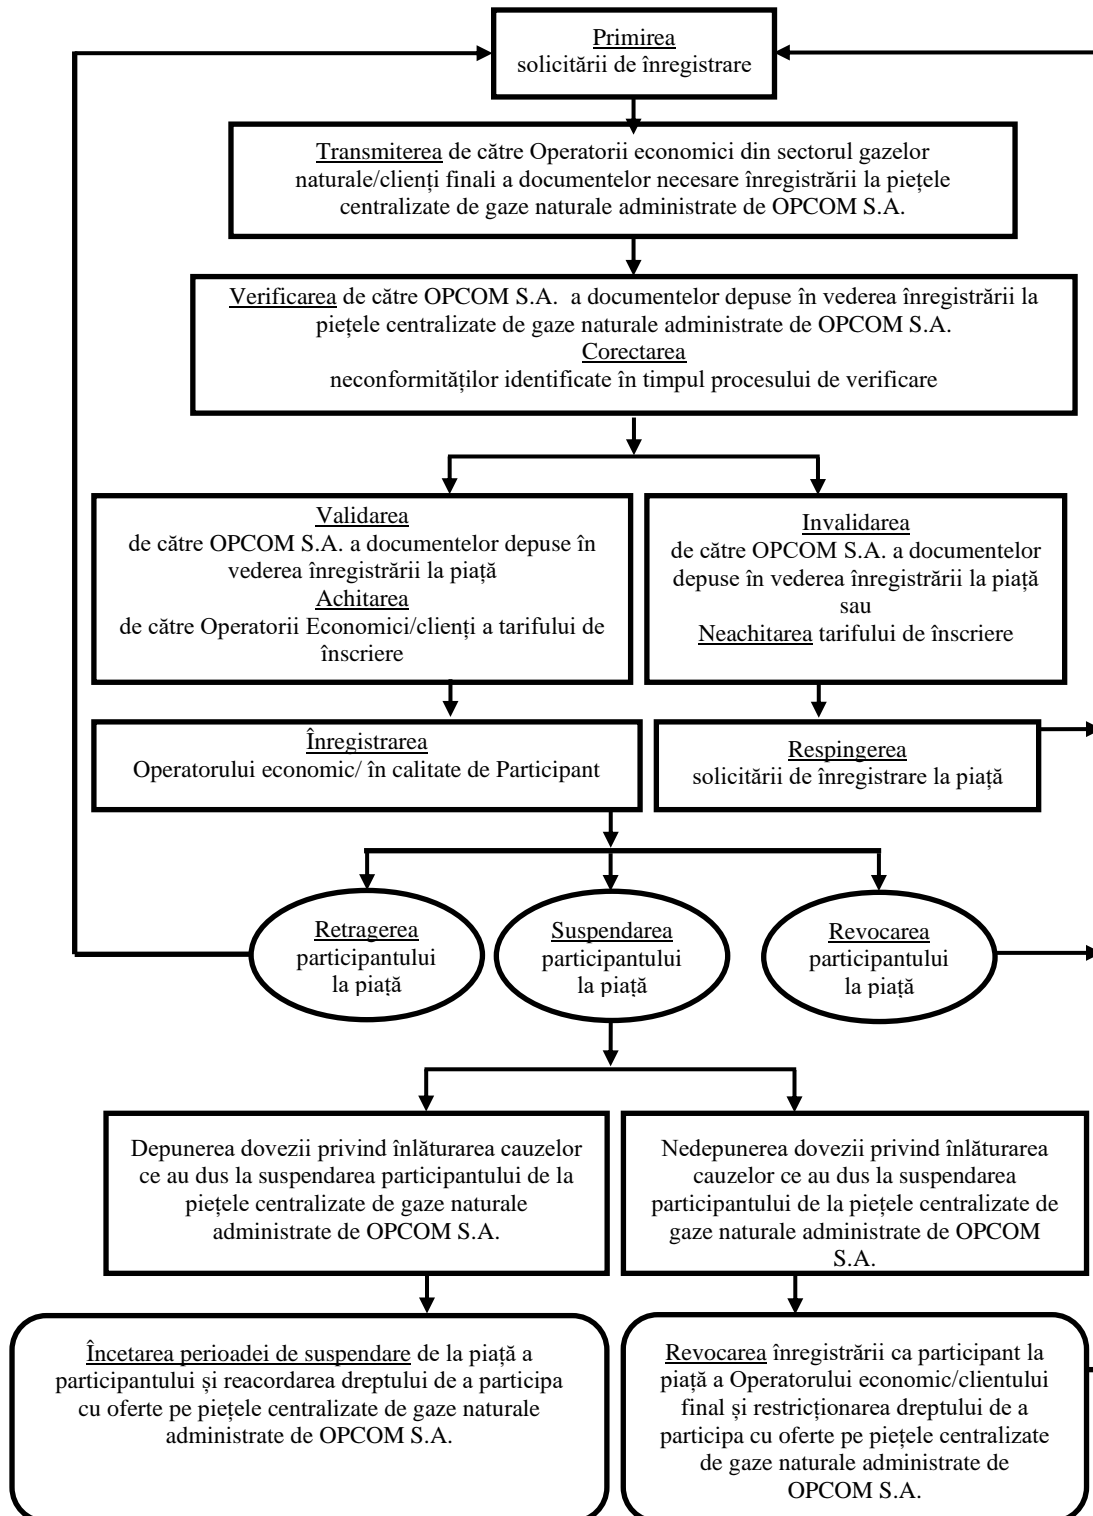 Primirea
solicitării de înregistrare
Transmiterea de către Operatorii economici din sectorul gazelor
naturale/clienți finali a documentelor necesare înregistrării la piețele
centralizate de gaze naturale administrate de OPCOM S.A.
Verificarea de către OPCOM S.A. a documentelor depuse în vederea înregistrării la
piețele centralizate de gaze naturale administrate de OPCOM S.A.
Corectarea
neconformităților identificate în timpul procesului de verificare
Validarea
de către OPCOM S.A. a documentelor depuse în
vederea înregistrării la piață
Achitarea
de către Operatorii Economici/clienți a tarifului de
înscriere
Invalidarea
de către OPCOM S.A. a documentelor
depuse în vederea înregistrării la piață
sau
Neachitarea tarifului de înscriere
Înregistrarea
Operatorului economic/ în calitate de Participant
Respingerea
solicitării de înregistrare la piață
Retragerea
participantului
la piață
Suspendarea
participantului
la piață
Revocarea
participantului
la piață
Depunerea dovezii privind înlăturarea cauzelor
ce au dus la suspendarea participantului de la
piețele centralizate de gaze naturale
administrate de OPCOM S.A.
Nedepunerea dovezii privind înlăturarea
cauzelor ce au dus la suspendarea
participantului de la piețele centralizate de
gaze naturale administrate de OPCOM
S.A.
Încetarea perioadei de suspendare de la piață a
participantului și reacordarea dreptului de a participa
cu oferte pe piețele centralizate de gaze naturale
administrate de OPCOM S.A.
Revocarea înregistrării ca participant la
piață a Operatorului economic/clientului
final și restricționarea dreptului de a
participa cu oferte pe piețele centralizate
de gaze naturale administrate de
OPCOM S.A.